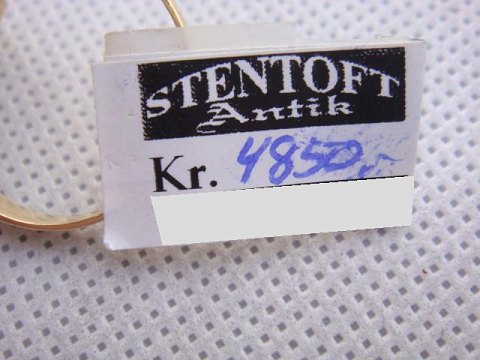 STENTOFT
Antik
Kr. 4850,-